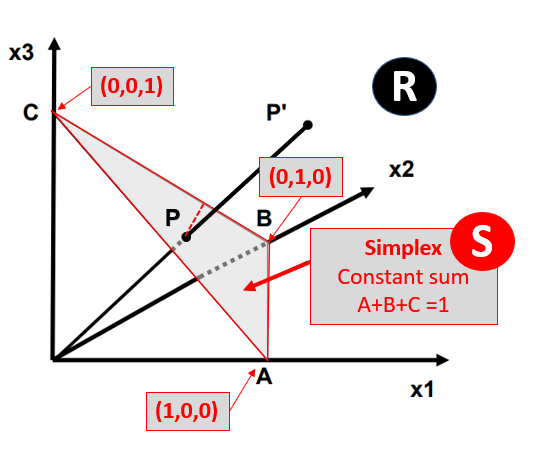 x3
R
(0,0,1)
C
P'
(0,1,0)
x2
P
B
S
Simplex
Constant sum
A+B+C =1
A
x1
(1,0,0)